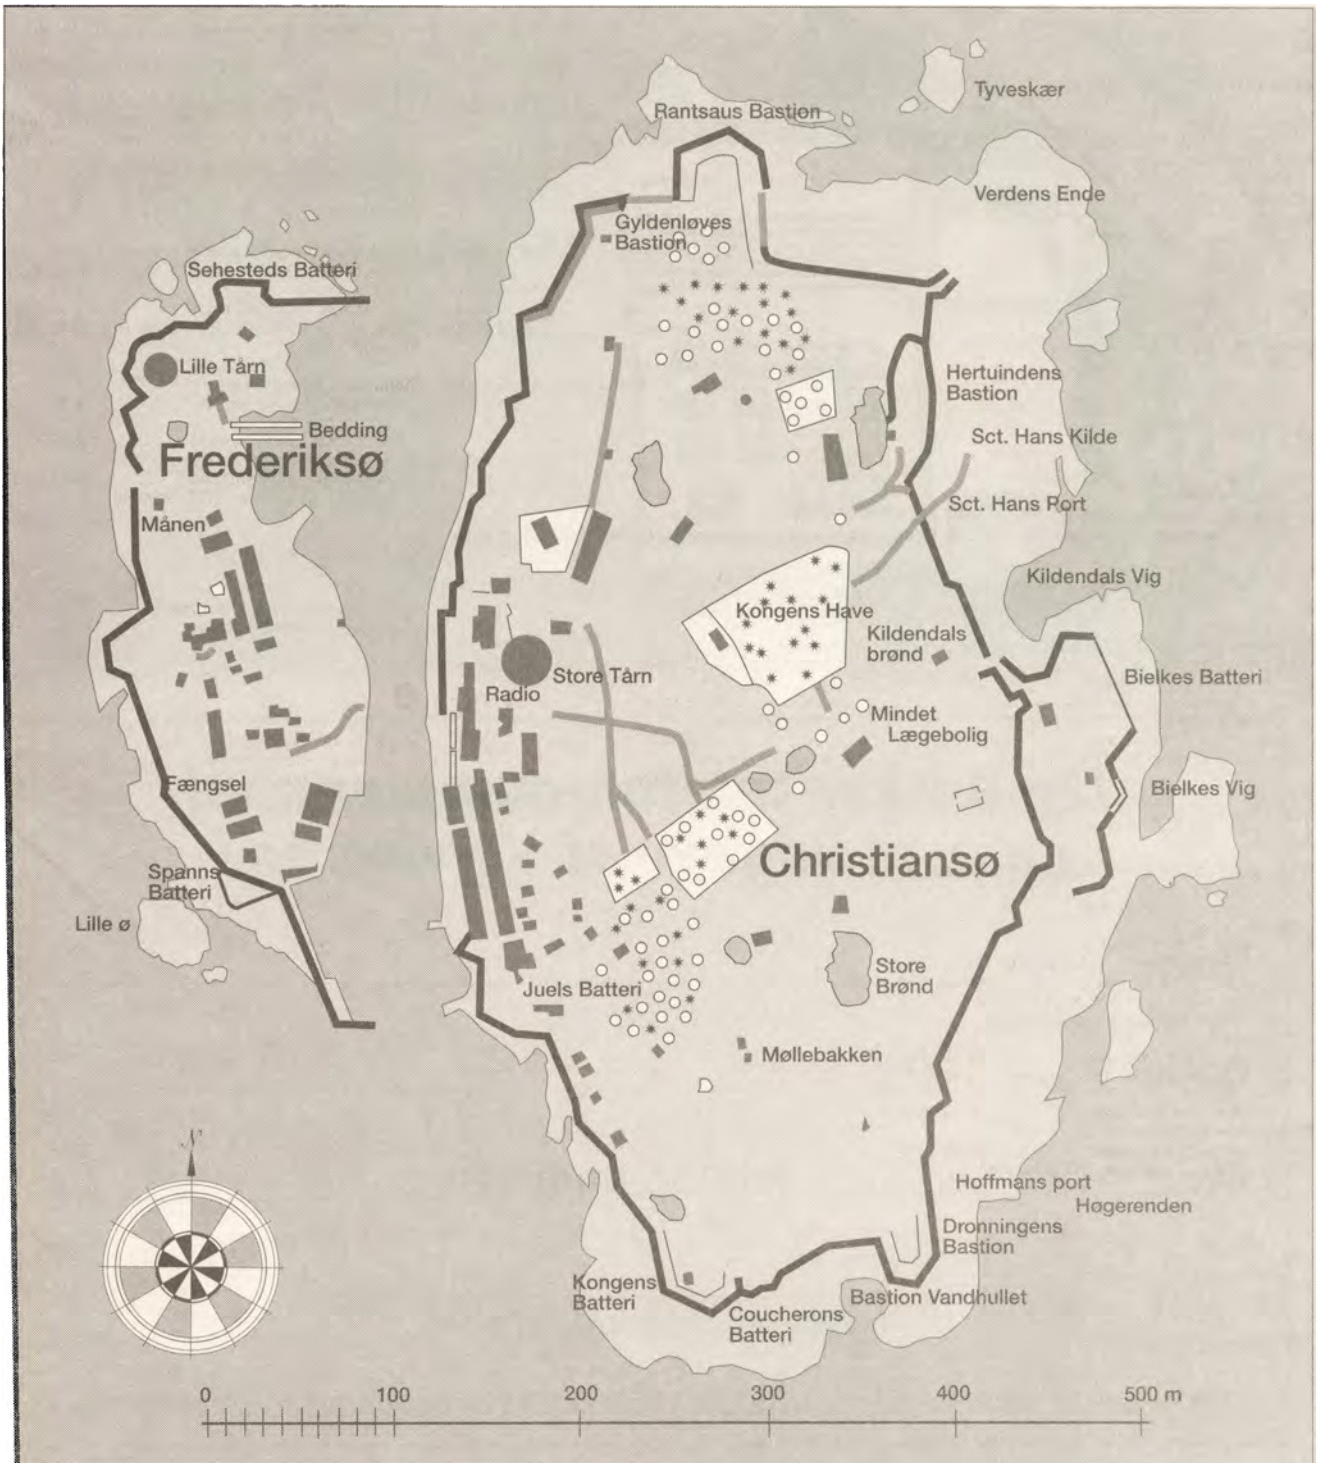 Tyveskær
Rantsaus Bastion
Verdens Ende
Gyldenløves
Bastion
Sehesteds Batteri
Lille Tårn
Hertuindens
Bastion
Bedding
Sct. Hans Kilde
Frederiksø
Sct. Hans Port
Månen
Kildendals Vig
Kongens Have
Kildendals
brønd
Store Tårn
Bielkes Batteri
Radio
Mindet
Lægebolig
Fængsel
Bielkes Vig
Christiansø
Spanns
Batteri
Lille ø
Store
Brønd
Juels Batteri
Møllebakken
N
Hoffmans port
Høgerenden
Dronningens
Bastion
Kongens
Batteri
Bastion Vandhullet
Coucherons
Batteri
0 100 200 300 400 500 m